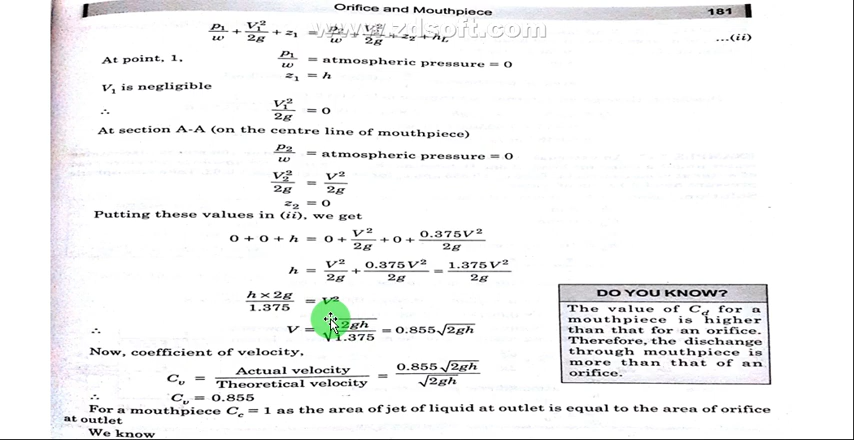 Orifice and Mouthpiece 181
www.zdsoft.com
p₁/w + V₁²/2g + z₁ = p₂/w + V₂²/2g + z₂ + h_L ...(ii)
At point, 1, p₁/w = atmospheric pressure = 0
z₁ = h
V₁ is negligible
∴ V₁²/2g = 0
At section A-A (on the centre line of mouthpiece)
p₂/w = atmospheric pressure = 0
V₂²/2g = V²/2g
z₂ = 0
Putting these values in (ii), we get
0 + 0 + h = 0 + V²/2g + 0 + 0.375V²/2g
h = V²/2g + 0.375V²/2g = 1.375V²/2g
h × 2g/1.375 = V²
∴ V = √(2gh/1.375) = 0.855√2gh
Now, coefficient of velocity,
C_v = Actual velocity/Theoretical velocity = 0.855√2gh/√2gh
∴ C_v = 0.855
DO YOU KNOW?
The value of C_d for a
mouthpiece is higher
than that for an orifice.
Therefore, the discharge
through mouthpiece is
more than that of an
orifice.
For a mouthpiece C_c = 1 as the area of jet of liquid at outlet is equal to the area of orifice
at outlet
We know